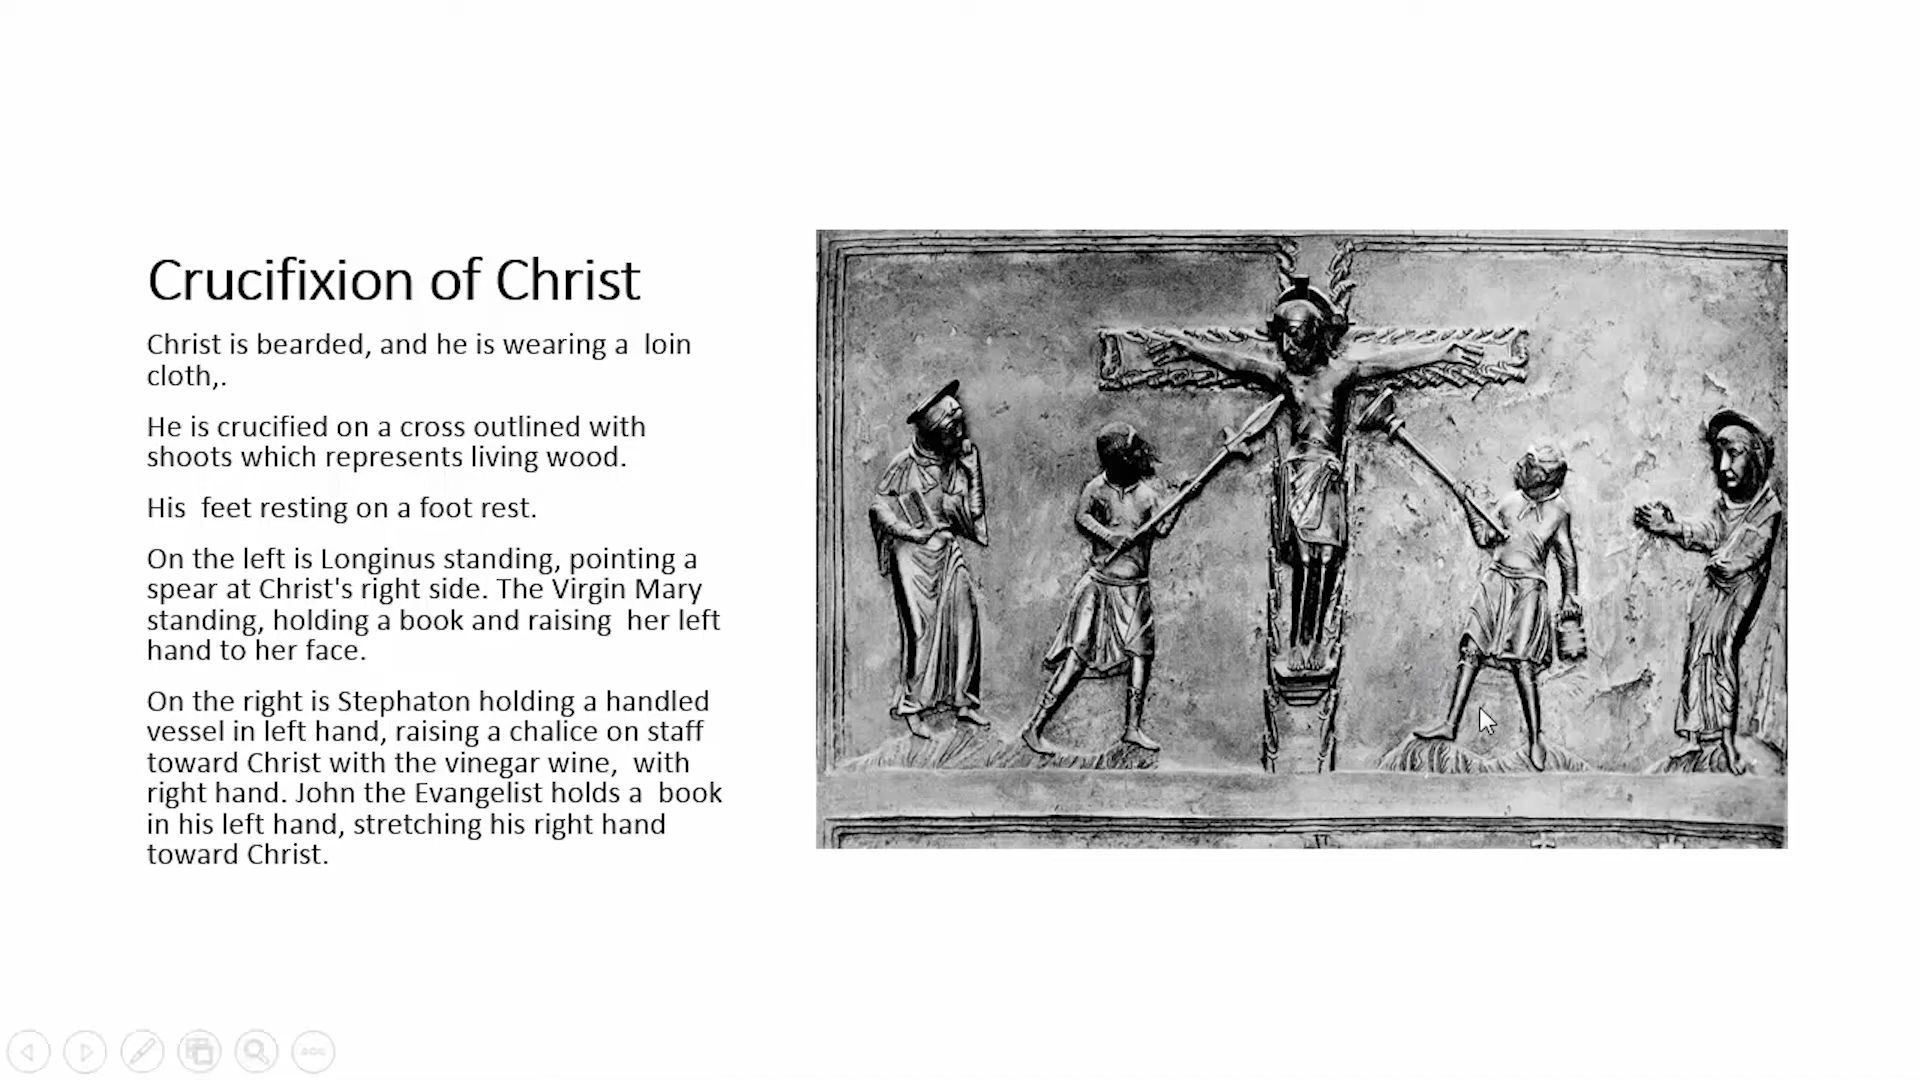 Crucifixion of Christ
Christ is bearded, and he is wearing a  loin
cloth,.
He is crucified on a cross outlined with
shoots which represents living wood.
His  feet resting on a foot rest.
On the left is Longinus standing, pointing a
spear at Christ's right side. The Virgin Mary
standing, holding a book and raising  her left
hand to her face.
On the right is Stephaton holding a handled
vessel in left hand, raising a chalice on staff
toward Christ with the vinegar wine,  with
right hand. John the Evangelist holds a  book
in his left hand, stretching his right hand
toward Christ.